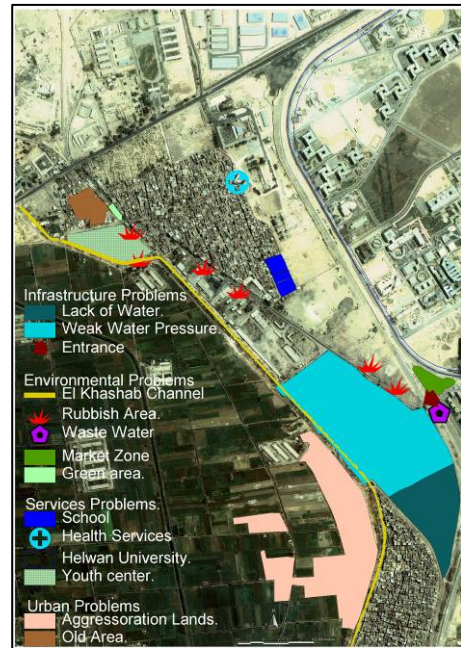 Infrastructure Problems
Lack of Water.
Weak Water Pressure.
Entrance
Environmental Problems
El Khashab Channel
Rubbish Area.
Waste Water
Market Zone
Green area.
Services Problems.
School
Health Services
Helwan University.
Youth center.
Urban Problems
Aggressoration Lands.
Old Area.